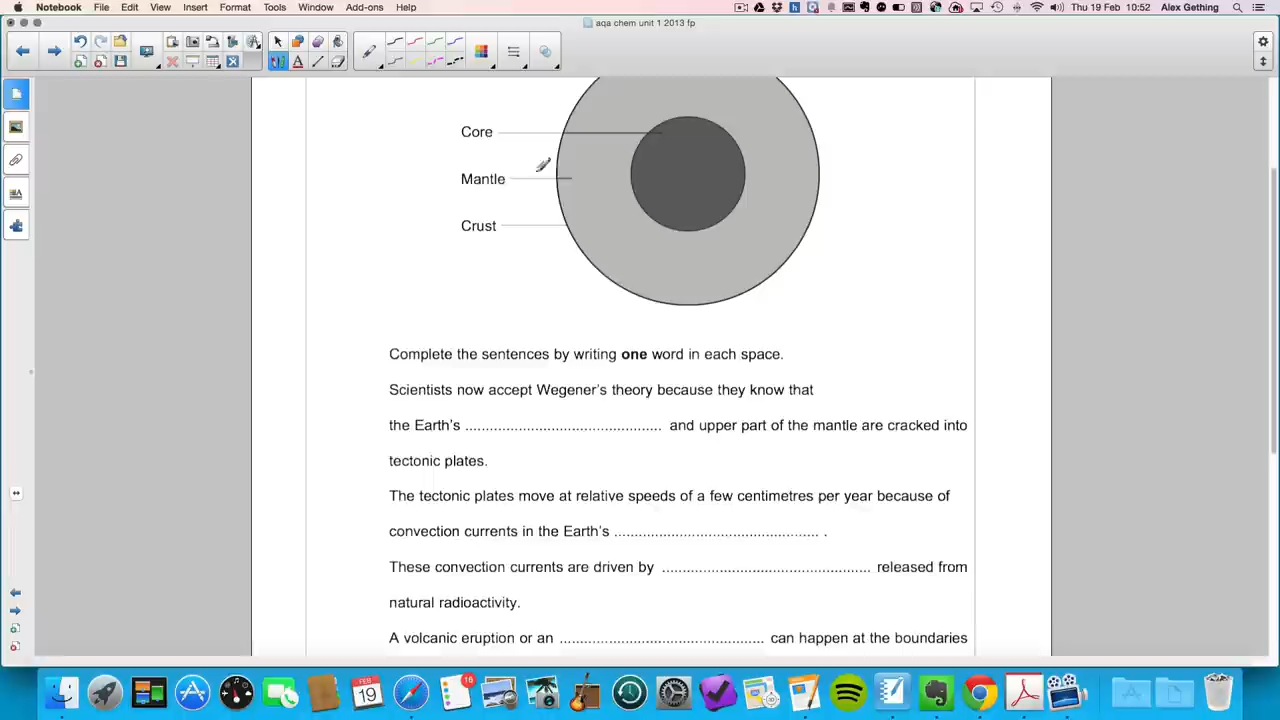 Notebook File Edit View Insert Format Tools Window Add-ons Help Thu 19 Feb 10:52 Alex Gething
aqa chem unit 1 2013 fp
Core
Mantle
Crust
Complete the sentences by writing one word in each space.
Scientists now accept Wegener's theory because they know that
the Earth's ................................................ and upper part of the mantle are cracked into
tectonic plates.
The tectonic plates move at relative speeds of a few centimetres per year because of
convection currents in the Earth's .................................................. .
These convection currents are driven by ................................................... released from
natural radioactivity.
A volcanic eruption or an .................................................. can happen at the boundaries
FEB
19
16